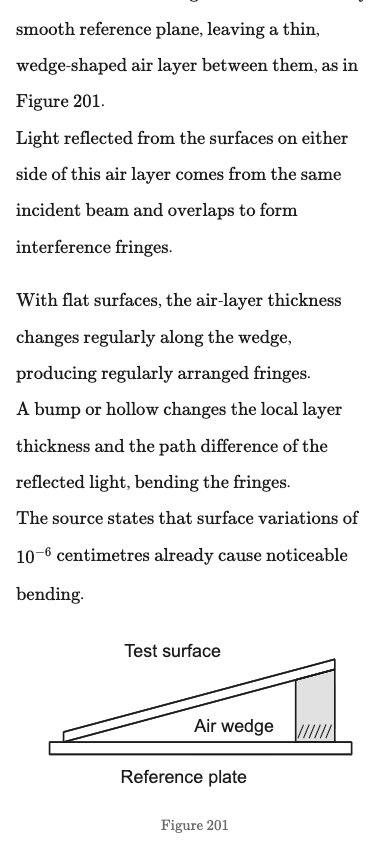 smooth reference plane, leaving a thin,
wedge-shaped air layer between them, as in
Figure 201.
Light reflected from the surfaces on either
side of this air layer comes from the same
incident beam and overlaps to form
interference fringes.
With flat surfaces, the air-layer thickness
changes regularly along the wedge,
producing regularly arranged fringes.
A bump or hollow changes the local layer
thickness and the path difference of the
reflected light, bending the fringes.
The source states that surface variations of
10⁻⁶ centimetres already cause noticeable
bending.
Test surface
Air wedge
Reference plate
Figure 201